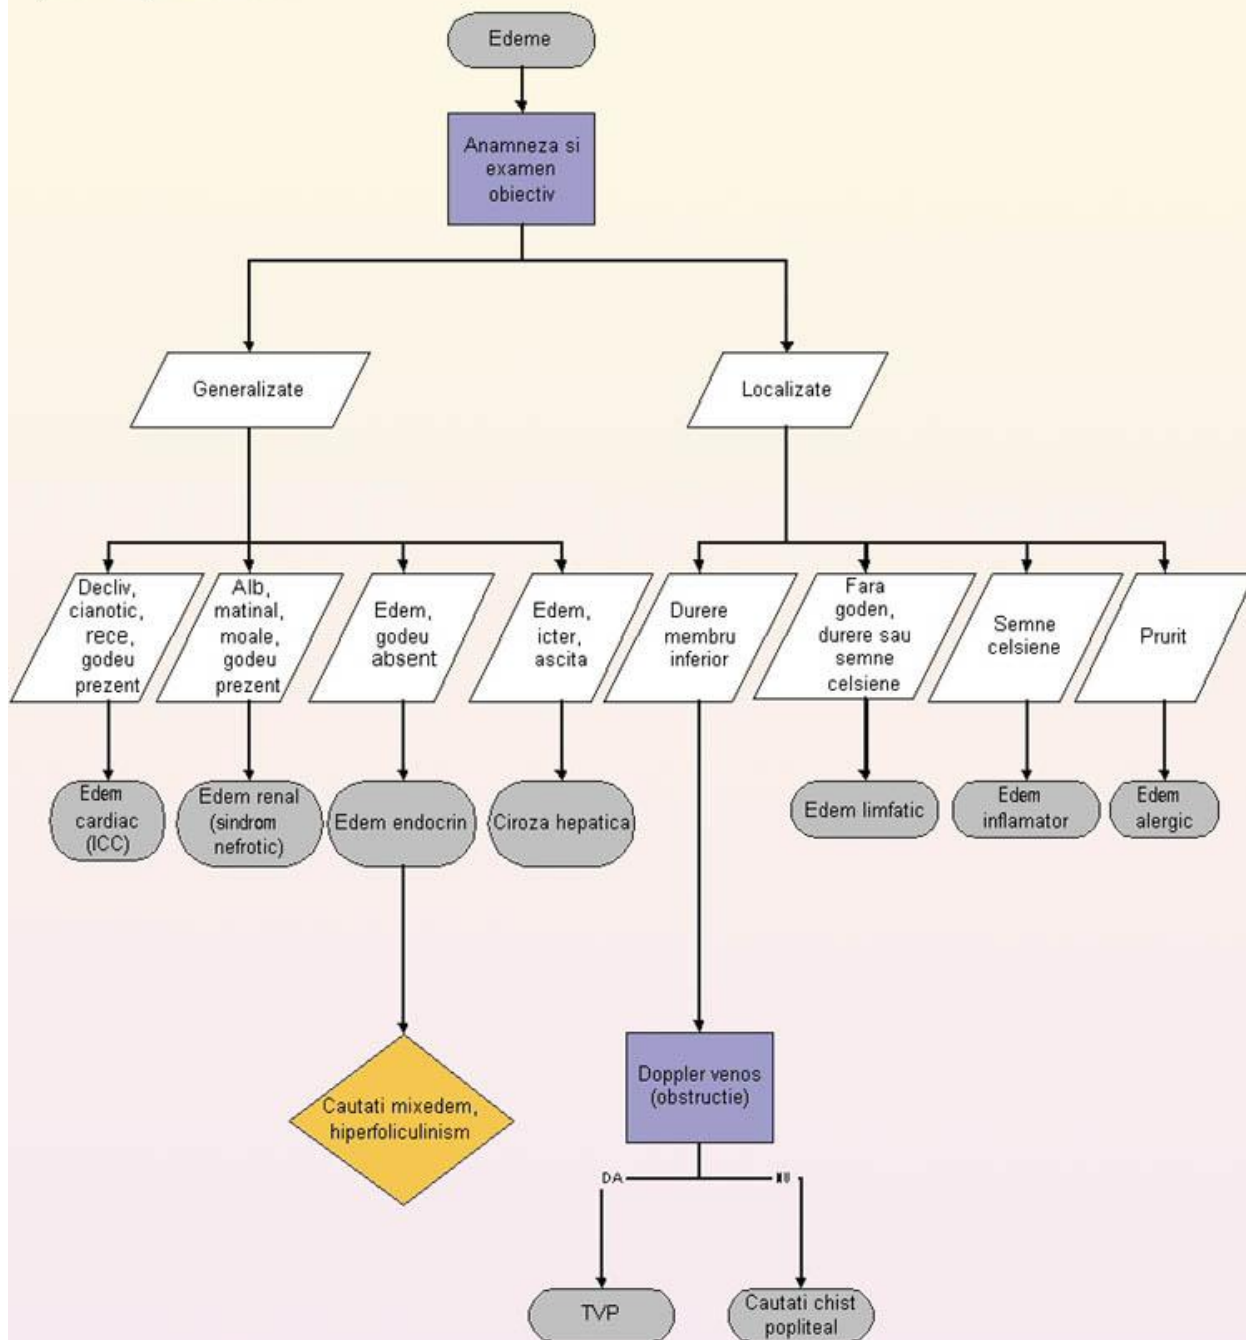 Edeme
Anamneza si
examen
obiectiv
Generalizate
Localizate
Decliv,
cianotic,
rece,
godeu
prezent
Alb,
matinal,
moale,
godeu
prezent
Edem,
godeu
absent
Edem,
icter,
ascita
Durere
membru
inferior
Fara
goden,
durere sau
semne
celsiene
Semne
celsiene
Prurit
Edem
cardiac
(ICC)
Edem renal
(sindrom
nefrotic)
Edem endocrin
Ciroza hepatica
Edem limfatic
Edem
inflamator
Edem
alergic
Cautati mixedem,
hiperfoliculinism
Doppler venos
(obstructie)
DA
NU
TVP
Cautati chist
popliteal